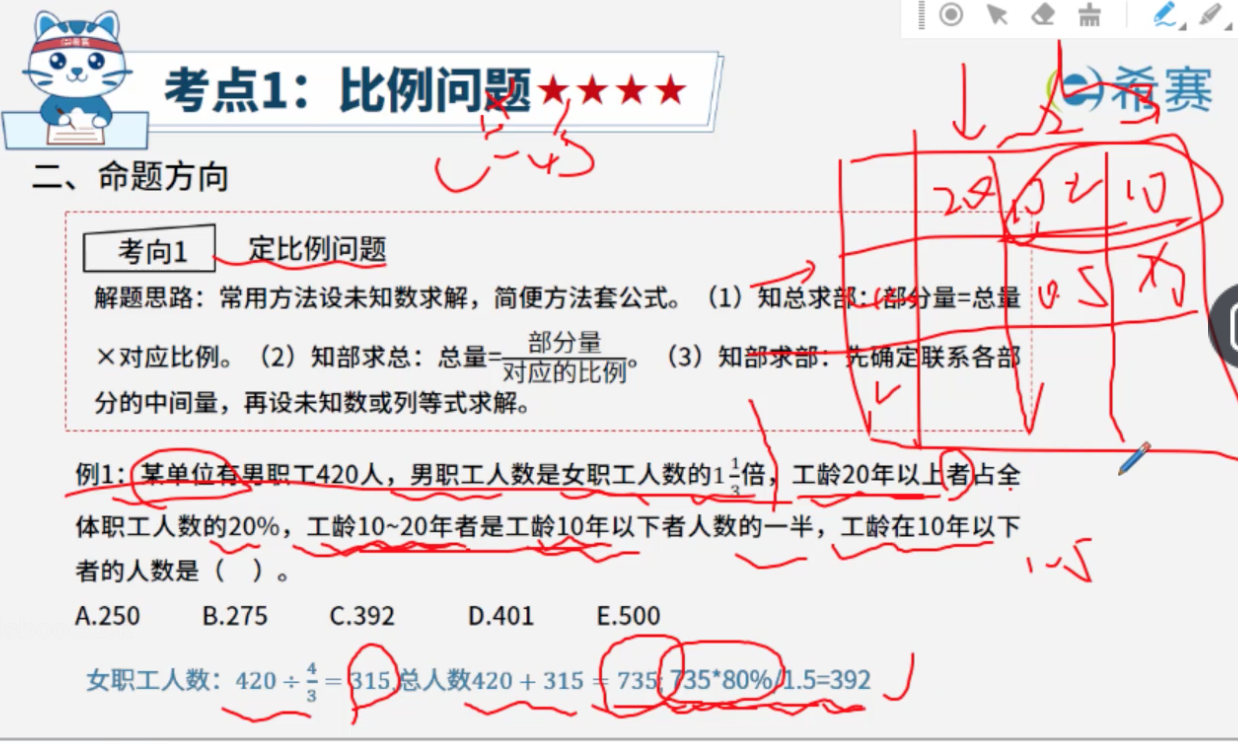 希赛
考点1：比例问题★★★★
二、命题方向
考向1 定比例问题
解题思路：常用方法设未知数求解，简便方法套公式。（1）知总求部：部分量=总量
×对应比例。（2）知部求总：总量=部分量/对应的比例。（3）知部求部：先确定联系各部
分的中间量，再设未知数或列等式求解。
20 10 10
0.5
例1：某单位有男职工420人，男职工人数是女职工人数的1 1/3倍，工龄20年以上者占全
体职工人数的20%，工龄10~20年者是工龄10年以下者人数的一半，工龄在10年以下
者的人数是（ ）。
A.250 B.275 C.392 D.401 E.500
女职工人数：420÷4/3=315,总人数420+315=735;735*80%/1.5=392